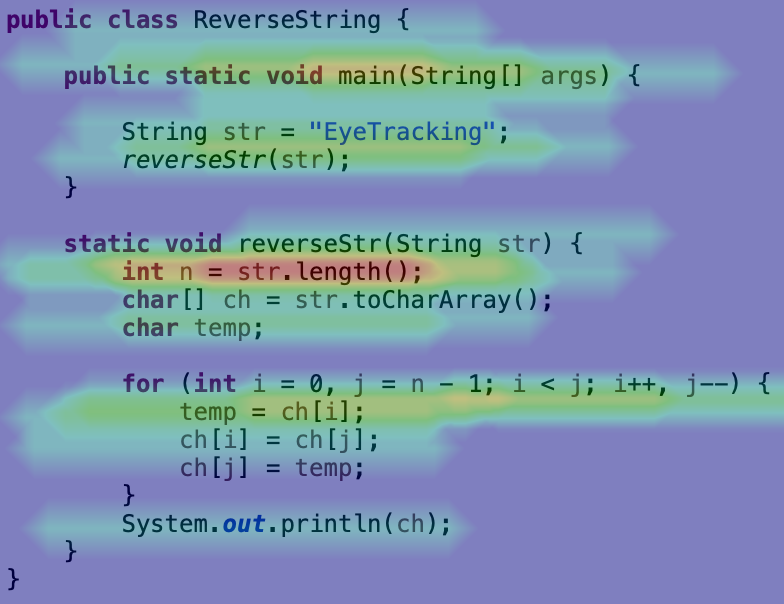 public class ReverseString {
public static void main(String[] args) {
String str = "EyeTracking";
reverseStr(str);
}
static void reverseStr(String str) {
int n = str.length();
char[] ch = str.toCharArray();
char temp;
for (int i = 0, j = n - 1; i < j; i++, j--) {
temp = ch[i];
ch[i] = ch[j];
ch[j] = temp;
}
System.out.println(ch);
}
}